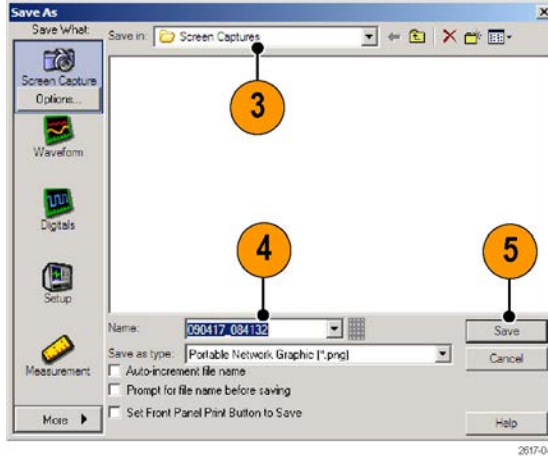 Save As
Save What:
Save in: Screen Captures
Screen Capture
Options...
3
Waveform
Digitals
4
5
Setup
Name: 090417_084132
Save
Save as type: Portable Network Graphic (*.png)
Cancel
Measurement
Auto-increment file name
Prompt for file name before saving
Set Front Panel Print Button to Save
More
Help
2617-0